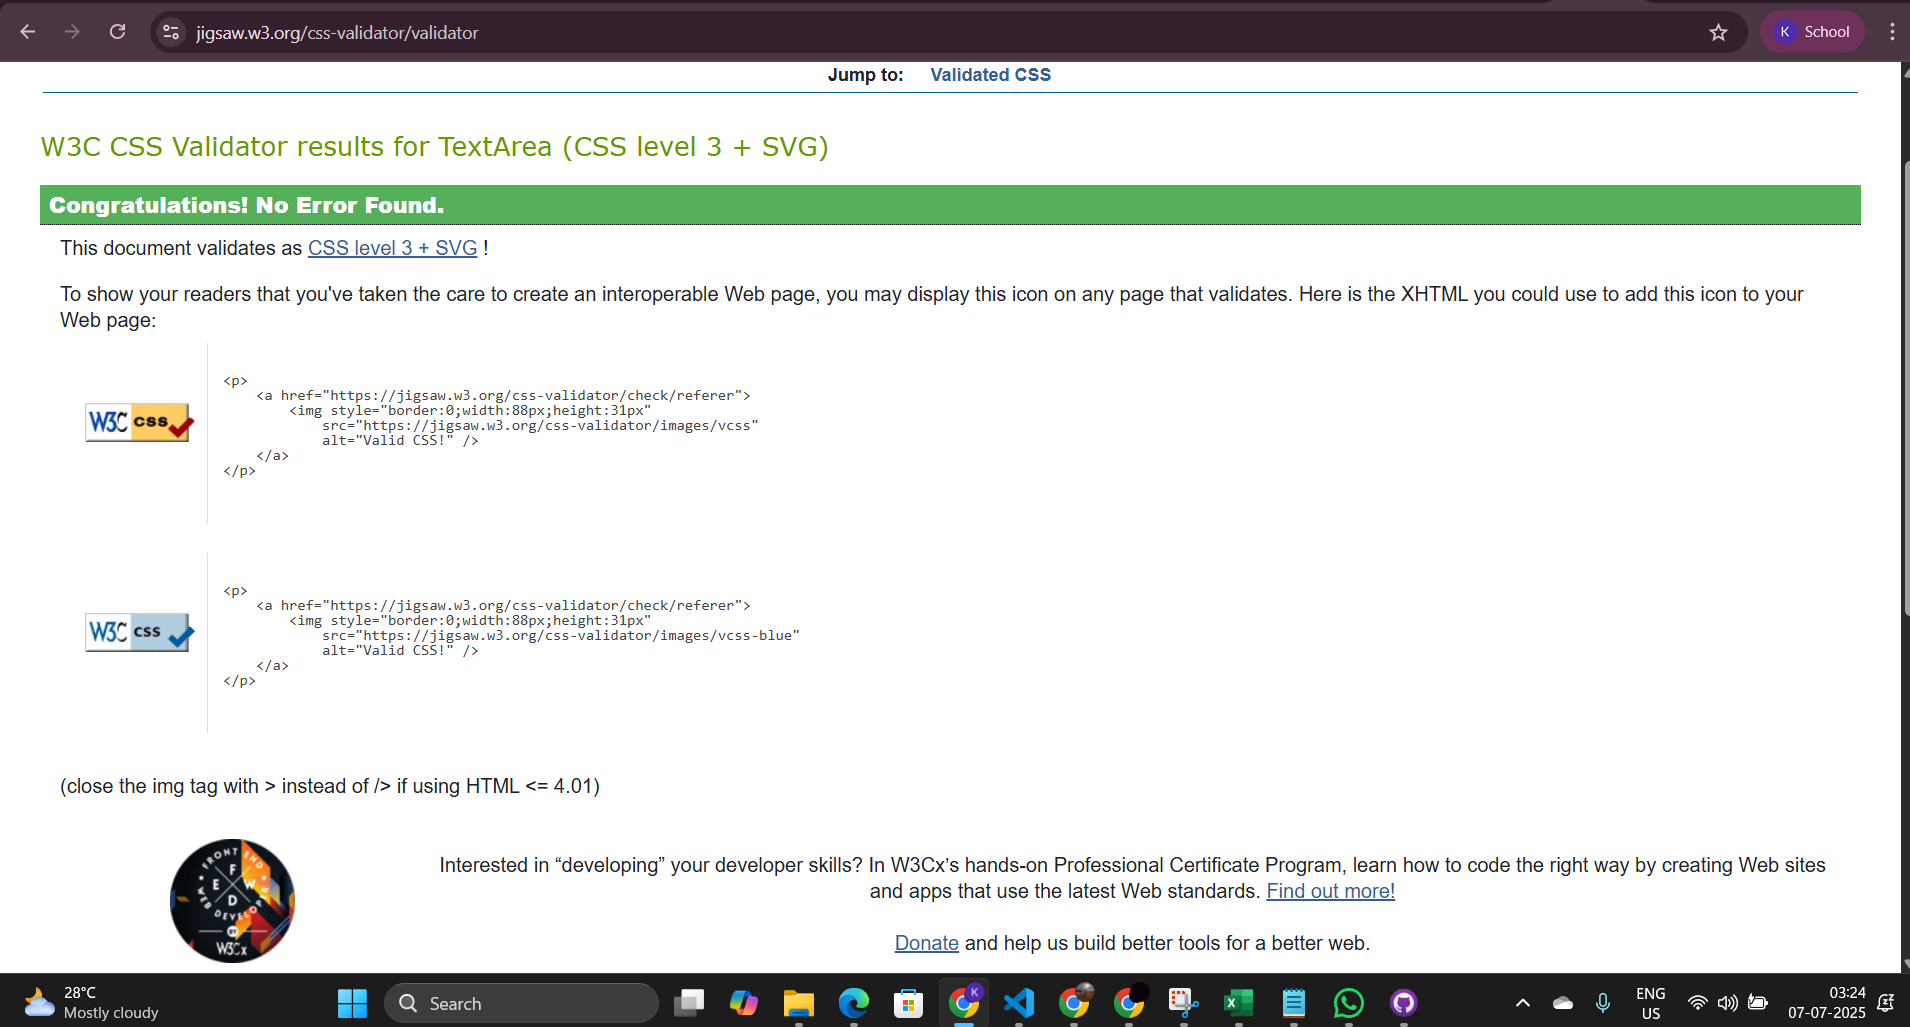 jigsaw.w3.org/css-validator/validator
K School
Jump to: Validated CSS
W3C CSS Validator results for TextArea (CSS level 3 + SVG)
Congratulations! No Error Found.
This document validates as CSS level 3 + SVG !
To show your readers that you've taken the care to create an interoperable Web page, you may display this icon on any page that validates. Here is the XHTML you could use to add this icon to your
Web page:
W3C css
<p>
<a href="https://jigsaw.w3.org/css-validator/check/referer">
<img style="border:0;width:88px;height:31px"
src="https://jigsaw.w3.org/css-validator/images/vcss"
alt="Valid CSS!" />
</a>
</p>
W3C css
<p>
<a href="https://jigsaw.w3.org/css-validator/check/referer">
<img style="border:0;width:88px;height:31px"
src="https://jigsaw.w3.org/css-validator/images/vcss-blue"
alt="Valid CSS!" />
</a>
</p>
(close the img tag with > instead of /> if using HTML <= 4.01)
FRONT END
F
E W
D
WEB DEVELOPER
W3Cx
Interested in “developing” your developer skills? In W3Cx’s hands-on Professional Certificate Program, learn how to code the right way by creating Web sites
and apps that use the latest Web standards. Find out more!
Donate and help us build better tools for a better web.
28°C
Mostly cloudy
Search
K
ENG
US
03:24
07-07-2025